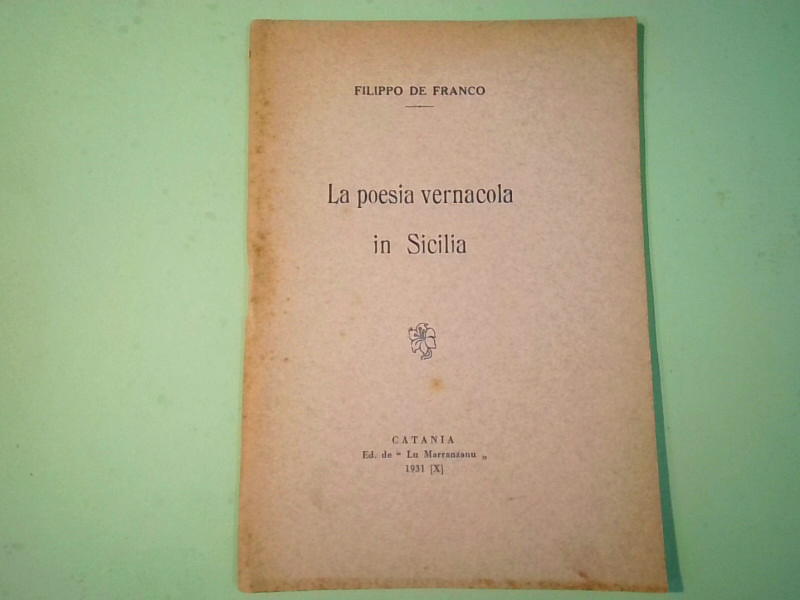 FILIPPO DE FRANCO
La poesia vernacola
in Sicilia
CATANIA
Ed. de “ Lu Marranzanu „
1931 [X]